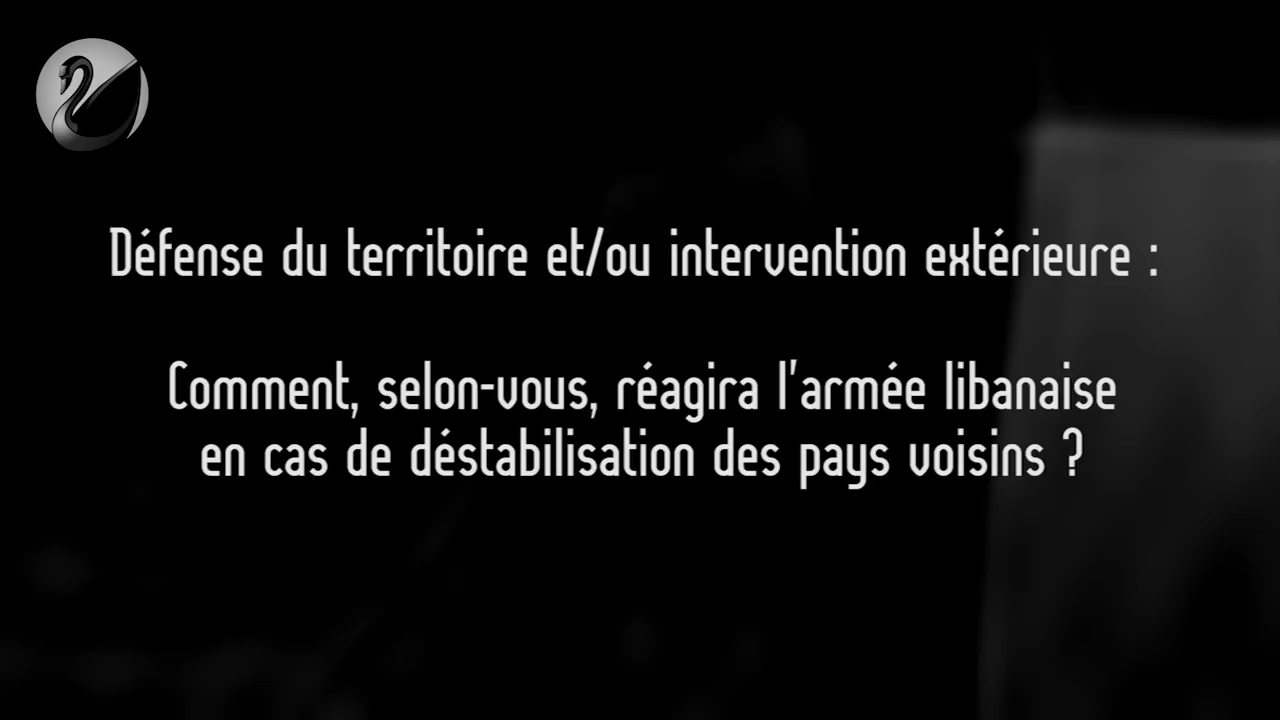 Défense du territoire et/ou intervention extérieure :
Comment, selon-vous, réagira l'armée libanaise
en cas de déstabilisation des pays voisins ?